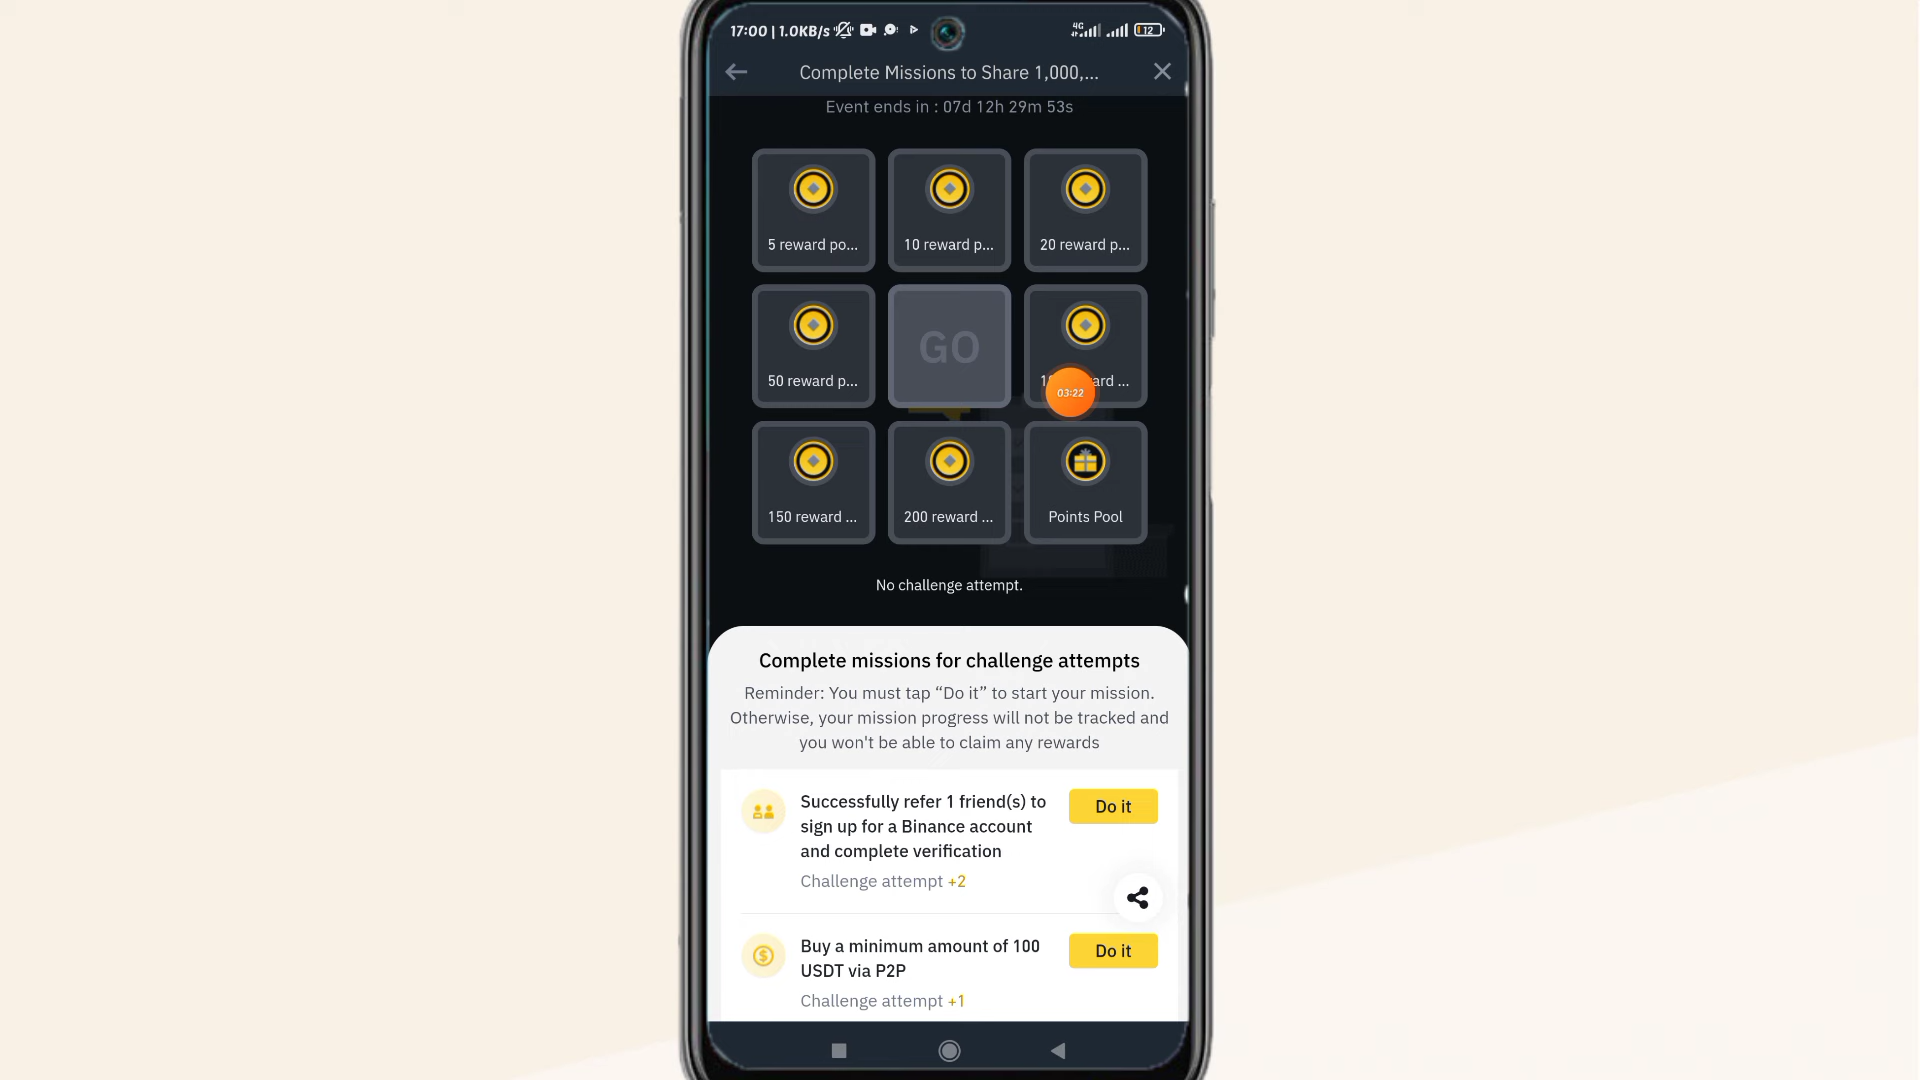 17:00 | 1.0KB/s 4G 12
Complete Missions to Share 1,000,...
Event ends in : 07d 12h 29m 53s
5 reward po... 10 reward p... 20 reward p...
50 reward p... GO
03:22
150 reward ... 200 reward ... Points Pool
No challenge attempt.
Complete missions for challenge attempts
Reminder: You must tap “Do it” to start your mission.
Otherwise, your mission progress will not be tracked and
you won't be able to claim any rewards
Successfully refer 1 friend(s) to
sign up for a Binance account
and complete verification
Do it
Challenge attempt +2
Buy a minimum amount of 100
USDT via P2P
Do it
Challenge attempt +1